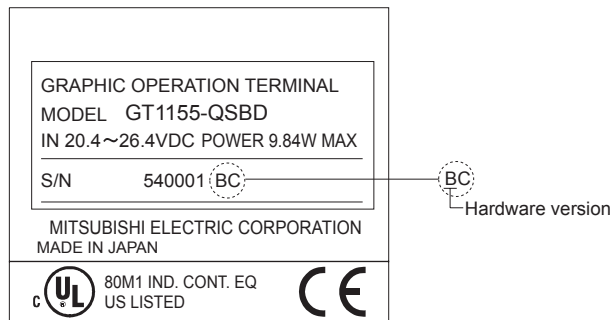 GRAPHIC OPERATION TERMINAL
MODEL GT1155-QSBD
IN 20.4～26.4VDC POWER 9.84W MAX
S/N 540001 BC
BC
Hardware version
MITSUBISHI ELECTRIC CORPORATION
MADE IN JAPAN
C UL 80M1 IND. CONT. EQ
US LISTED
CE